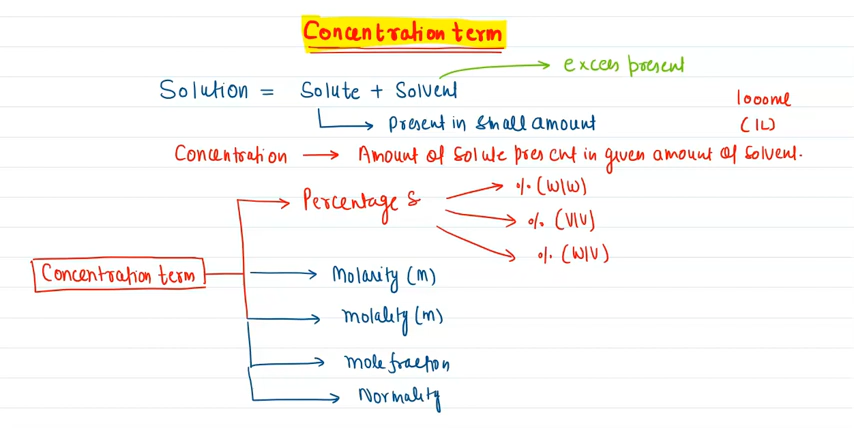 Concentration term
excess present
Solution = Solute + Solvent
1000ml
Present in small amount
(1L)
Concentration → Amount of Solute present in given amount of Solvent.
% (W/W)
Percentage s
% (V/V)
% (W/V)
Concentration term
Molarity (m)
Molality (m)
mole fraction
Normality